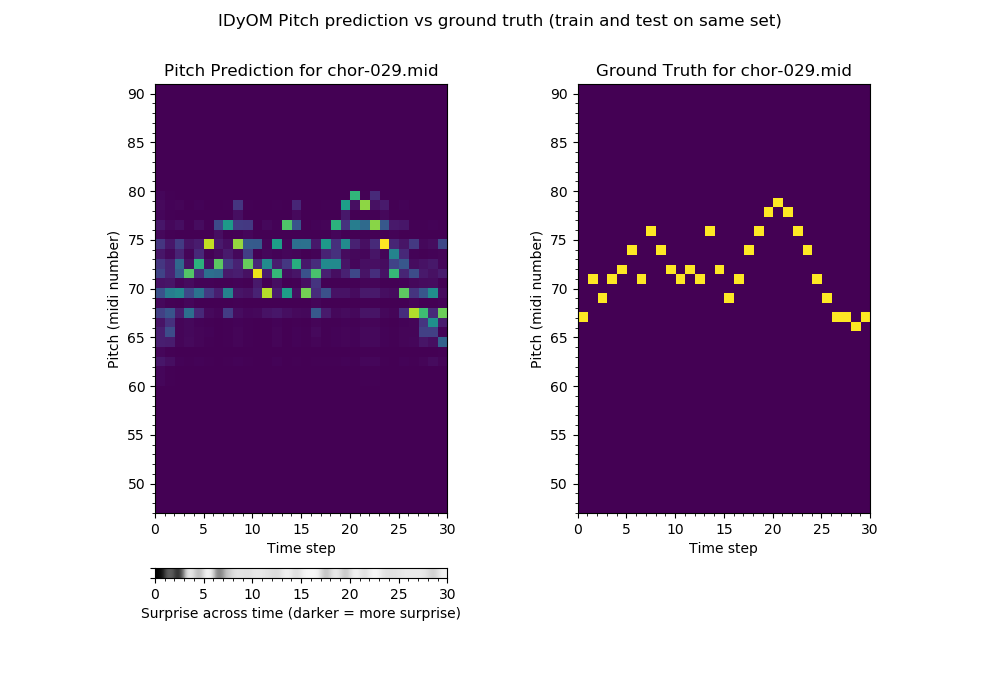 IDyOM Pitch prediction vs ground truth (train and test on same set)
Pitch Prediction for chor-029.mid
90
85
80
75
70
65
60
55
50
Pitch (midi number)
0 5 10 15 20 25 30
Time step
0 5 10 15 20 25 30
Surprise across time (darker = more surprise)
Ground Truth for chor-029.mid
90
85
80
75
70
65
60
55
50
Pitch (midi number)
0 5 10 15 20 25 30
Time step